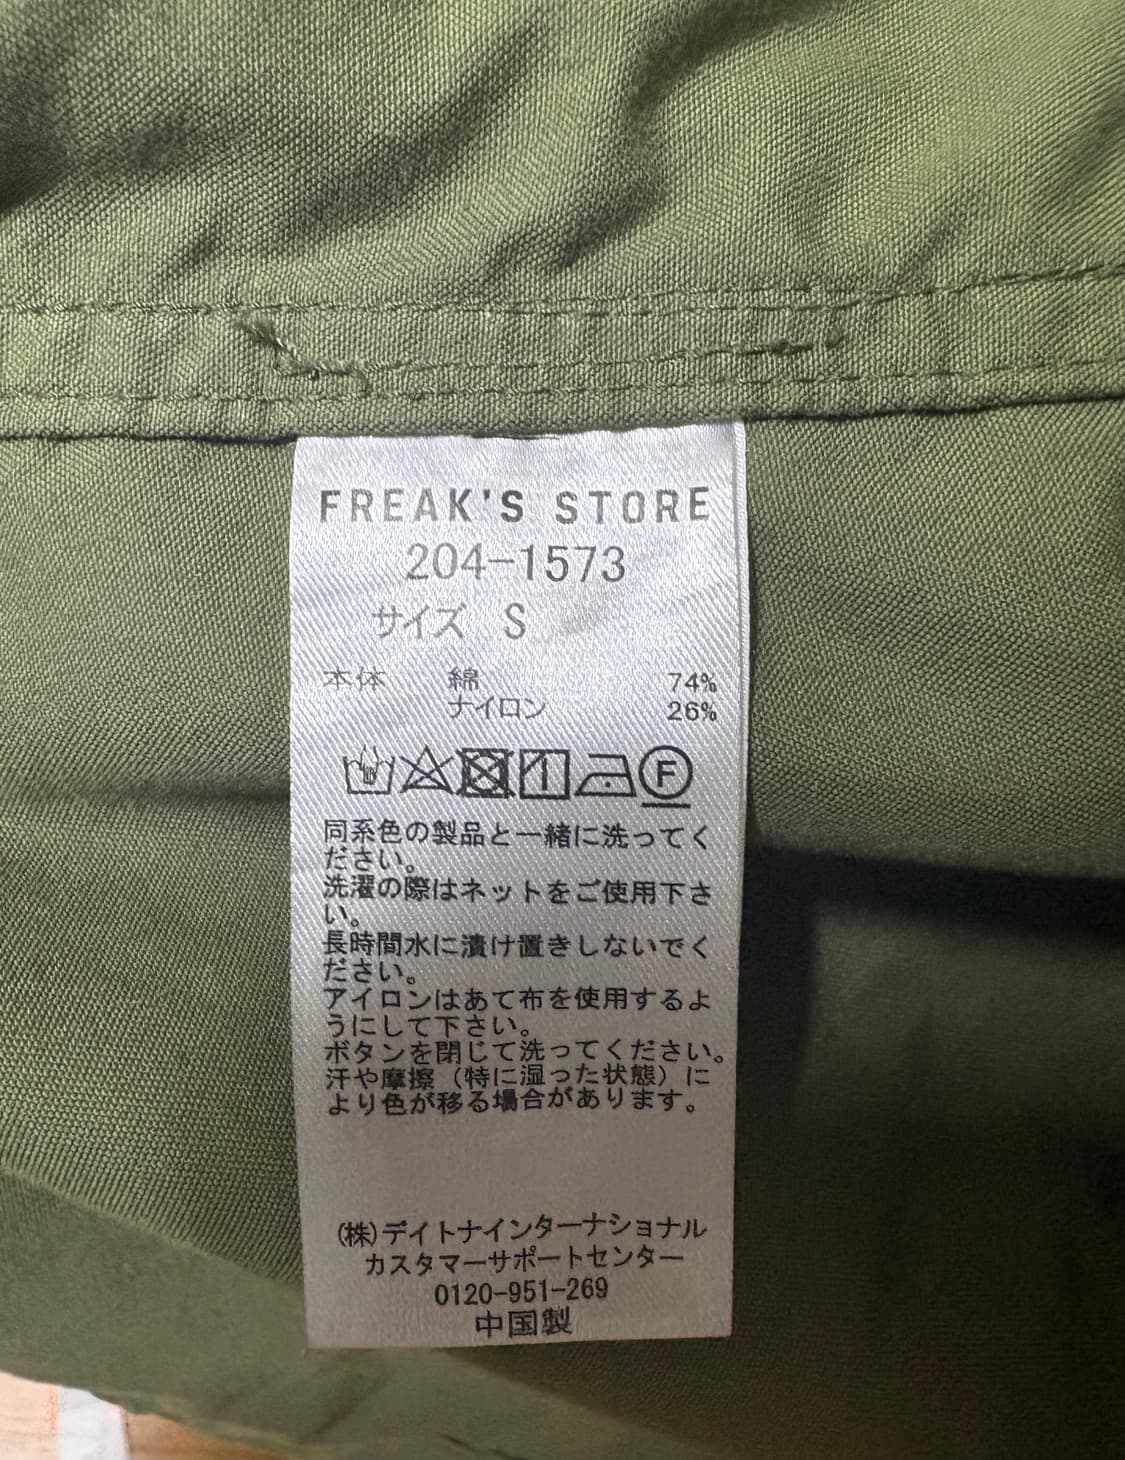 FREAK'S STORE
204-1573
サイズ S
本体 綿 74%
ナイロン 26%
F
同系色の製品と一緒に洗ってく
ださい。
洗濯の際はネットをご使用下さ
い。
長時間水に漬け置きしないでく
ださい。
アイロンはあて布を使用するよ
うにして下さい。
ボタンを閉じて洗ってください。
汗や摩擦（特に湿った状態）に
より色が移る場合があります。
(株)デイトナインターナショナル
カスタマーサポートセンター
0120-951-269
中国製